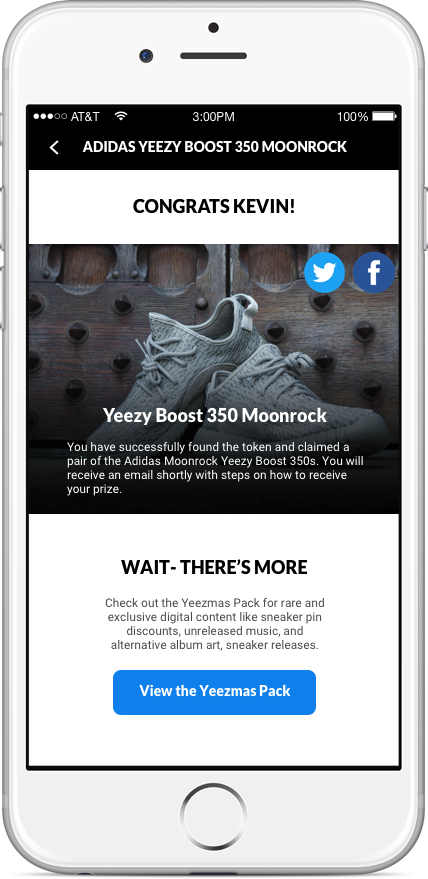 ●●●○○ AT&T 3:00PM 100%
ADIDAS YEEZY BOOST 350 MOONROCK
CONGRATS KEVIN!
Yeezy Boost 350 Moonrock
You have successfully found the token and claimed a
pair of the Adidas Moonrock Yeezy Boost 350s. You will
receive an email shortly with steps on how to receive
your prize.
WAIT- THERE’S MORE
Check out the Yeezmas Pack for rare and
exclusive digital content like sneaker pin
discounts, unreleased music, and
alternative album art, sneaker releases.
View the Yeezmas Pack